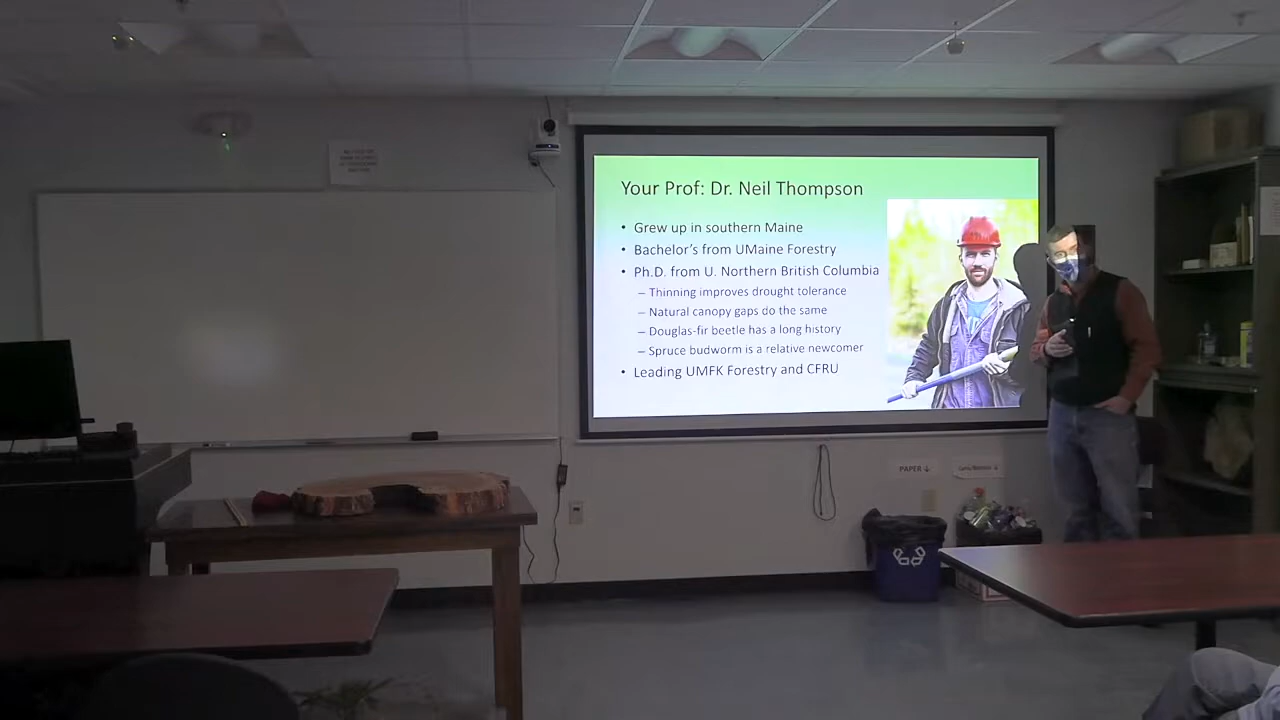 Your Prof: Dr. Neil Thompson
• Grew up in southern Maine
• Bachelor's from UMaine Forestry
• Ph.D. from U. Northern British Columbia
– Thinning improves drought tolerance
– Natural canopy gaps do the same
– Douglas-fir beetle has a long history
– Spruce budworm is a relative newcomer
• Leading UMFK Forestry and CFRU
PAPER ↓